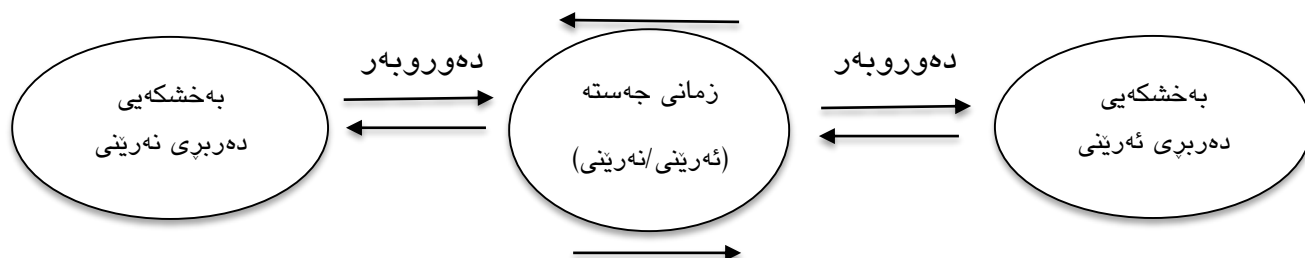 بەخشکەیی
دەربڕی ئەرێنی
دەوروبەر
زمانی جەستە
(ئەرێنی/نەرێنی)
دەوروبەر
بەخشکەیی
دەربڕی نەرێنی